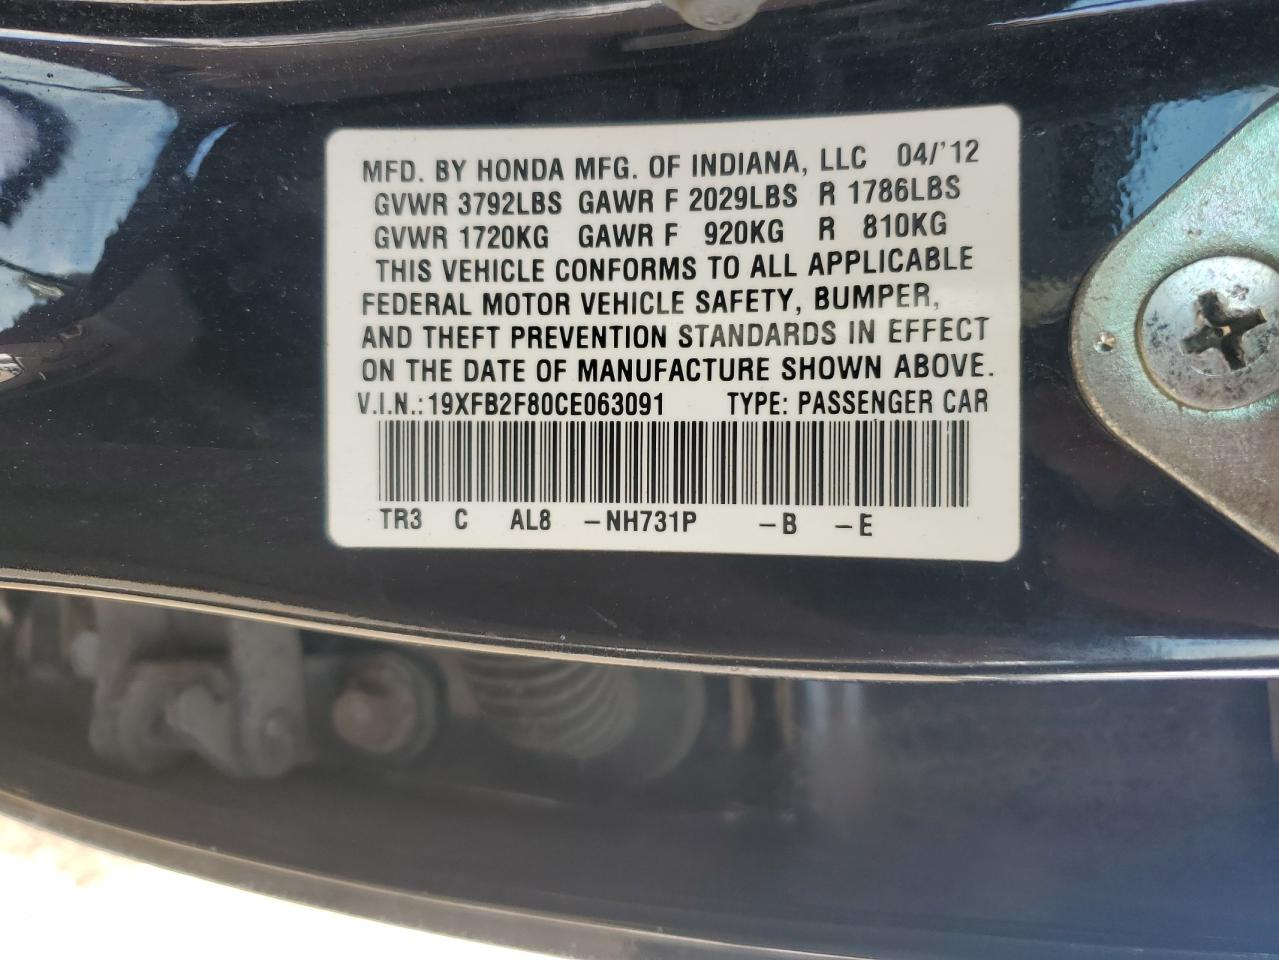 MFD. BY HONDA MFG. OF INDIANA, LLC 04/'12
GVWR 3792LBS GAWR F 2029LBS R 1786LBS
GVWR 1720KG GAWR F 920KG R 810KG
THIS VEHICLE CONFORMS TO ALL APPLICABLE
FEDERAL MOTOR VEHICLE SAFETY, BUMPER,
AND THEFT PREVENTION STANDARDS IN EFFECT
ON THE DATE OF MANUFACTURE SHOWN ABOVE.
V.I.N.:19XFB2F80CE063091 TYPE: PASSENGER CAR
TR3 C AL8 -NH731P -B -E